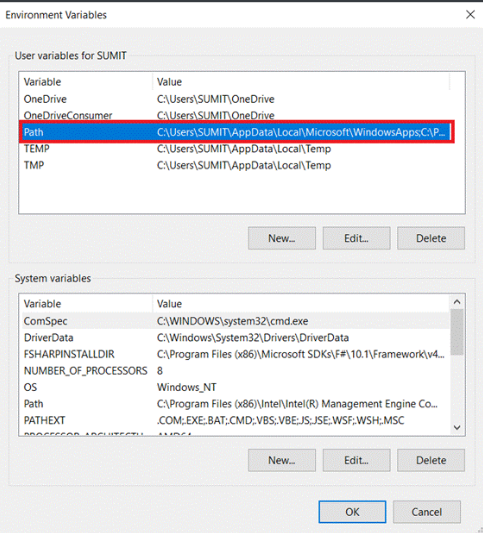 Environment Variables
User variables for SUMIT
Variable Value
OneDrive C:\Users\SUMIT\OneDrive
OneDriveConsumer C:\Users\SUMIT\OneDrive
Path C:\Users\SUMIT\AppData\Local\Microsoft\WindowsApps;C:\P...
TEMP C:\Users\SUMIT\AppData\Local\Temp
TMP C:\Users\SUMIT\AppData\Local\Temp
New... Edit... Delete
System variables
Variable Value
ComSpec C:\WINDOWS\system32\cmd.exe
DriverData C:\Windows\System32\Drivers\DriverData
FSHARPINSTALLDIR C:\Program Files (x86)\Microsoft SDKs\F#\10.1\Framework\v4...
NUMBER_OF_PROCESSORS 8
OS Windows_NT
Path C:\Program Files (x86)\Intel\Intel(R) Management Engine Co...
PATHEXT .COM;.EXE;.BAT;.CMD;.VBS;.VBE;.JS;.JSE;.WSF;.WSH;.MSC
New... Edit... Delete
OK Cancel